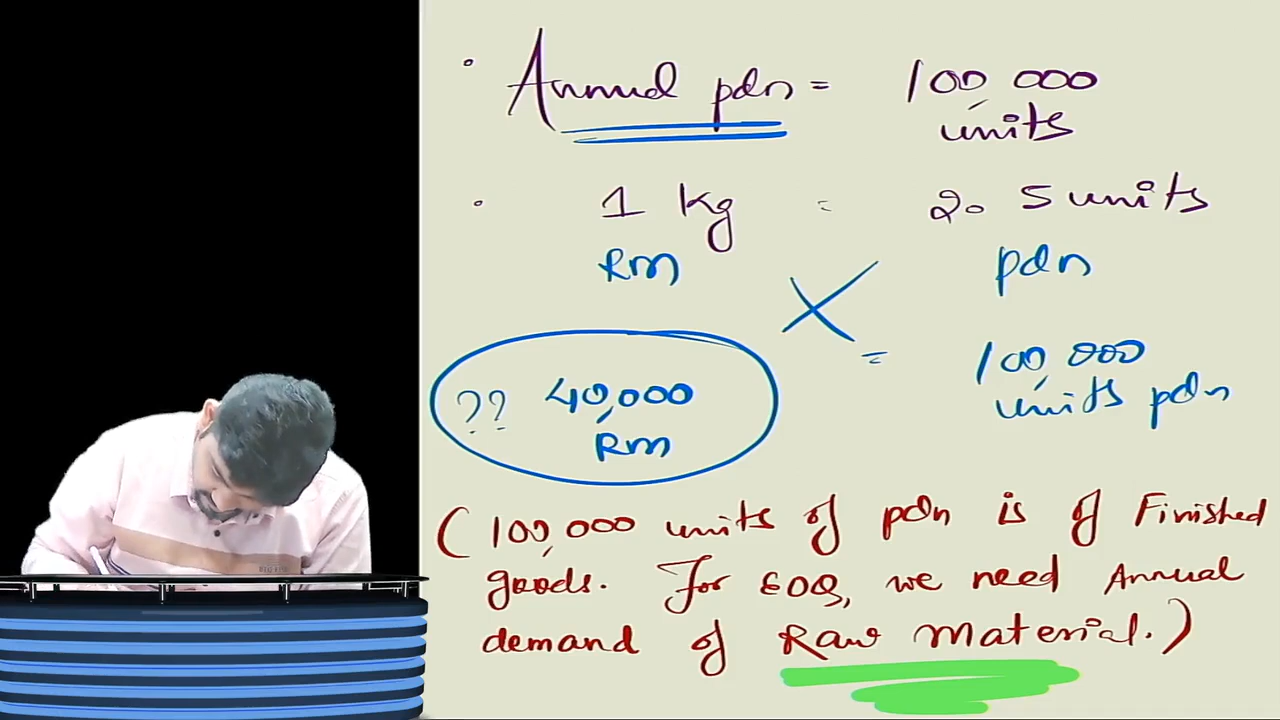 Annual pdn = 100,000 units
1 kg = 2.5 units
RM pdn
?? 40,000 RM = 100,000 units pdn
(100,000 units of pdn is of Finished
goods. For EOQ, we need Annual
demand of Raw Material.)